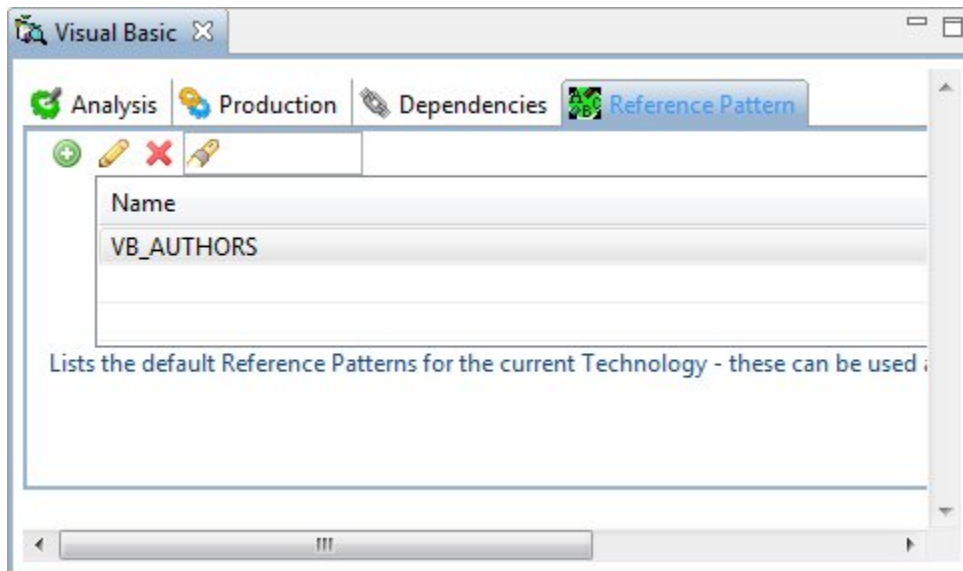 Visual Basic
Analysis Production Dependencies Reference Pattern
Name
VB_AUTHORS
Lists the default Reference Patterns for the current Technology - these can be used